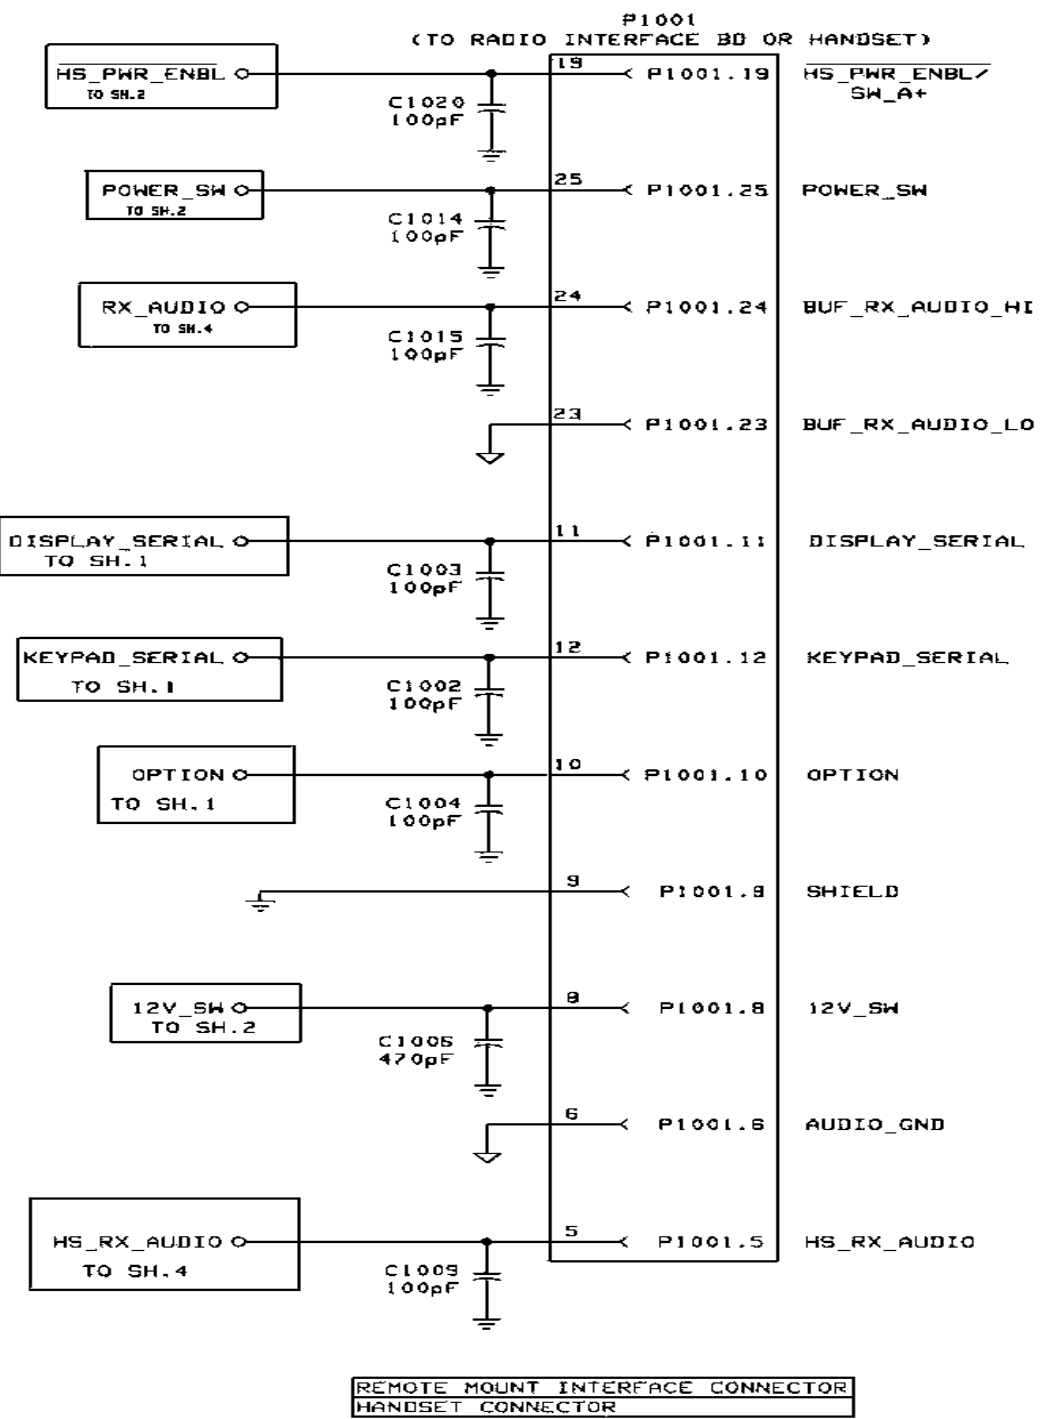 P1001
(TO RADIO INTERFACE BD OR HANDSET)
HS_PWR_ENBL
TO SH.2
C1020
100pF
19
P1001.19
HS_PWR_ENBL/
SW_A+
POWER_SW
TO SH.2
C1014
100pF
25
P1001.25
POWER_SW
RX_AUDIO
TO SH.4
C1015
100pF
24
P1001.24
BUF_RX_AUDIO_HI
23
P1001.23
BUF_RX_AUDIO_LO
DISPLAY_SERIAL
TO SH.1
C1003
100pF
11
P1001.11
DISPLAY_SERIAL
KEYPAD_SERIAL
TO SH.1
C1002
100pF
12
P1001.12
KEYPAD_SERIAL
OPTION
TO SH.1
C1004
100pF
10
P1001.10
OPTION
9
P1001.9
SHIELD
12V_SW
TO SH.2
C1006
470pF
8
P1001.8
12V_SW
6
P1001.6
AUDIO_GND
HS_RX_AUDIO
TO SH.4
C1009
100pF
5
P1001.5
HS_RX_AUDIO
REMOTE MOUNT INTERFACE CONNECTOR
HANDSET CONNECTOR